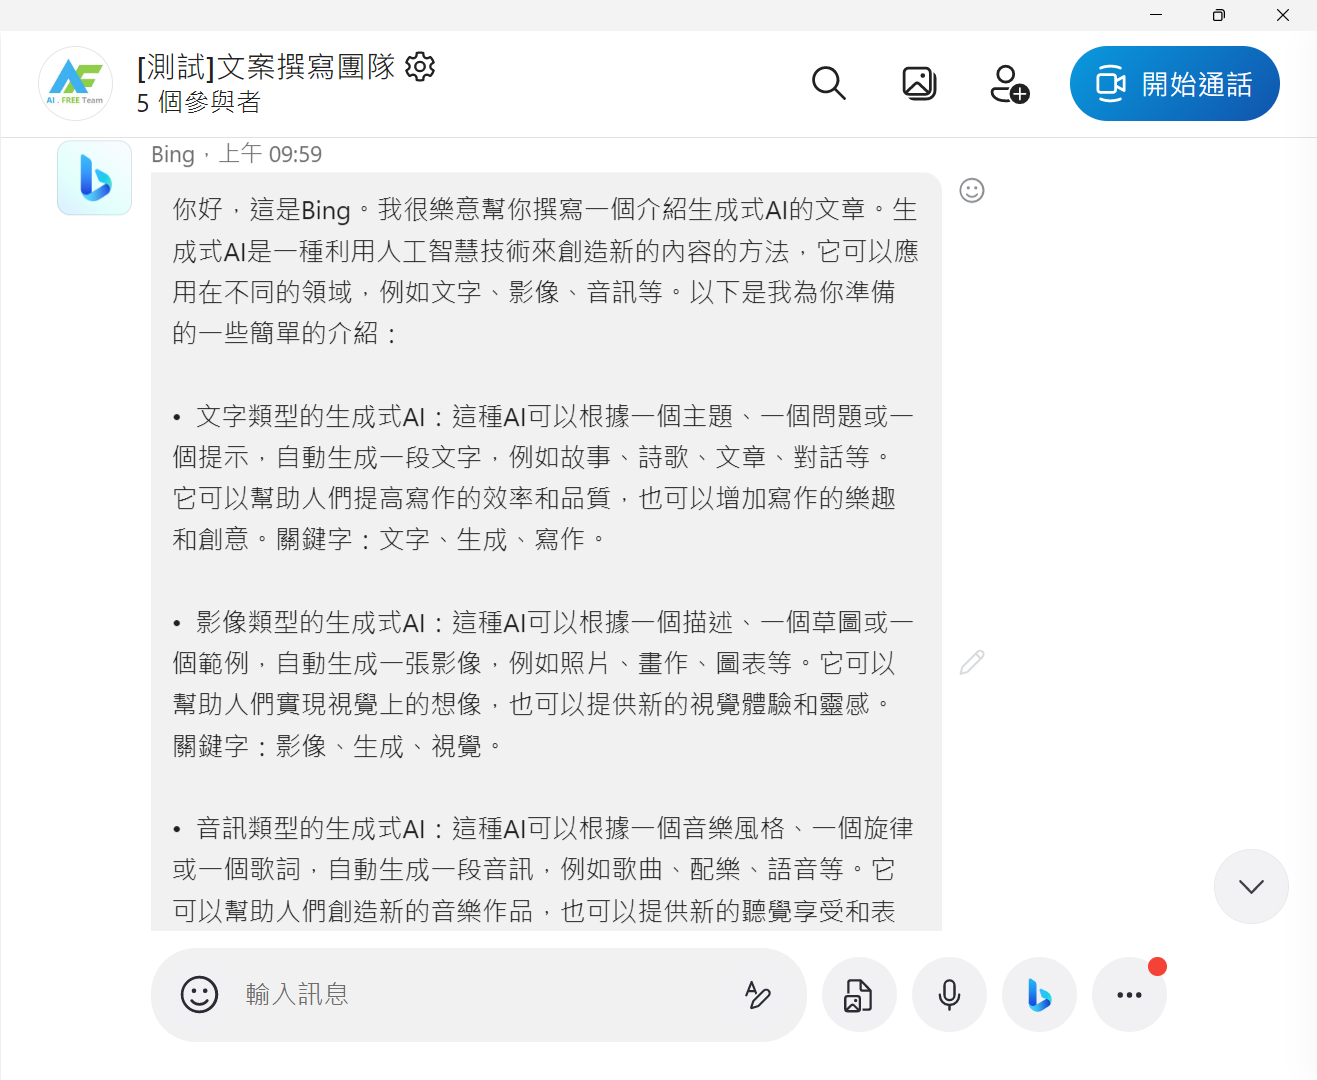 [測試]文案撰寫團隊
5 個參與者
AI . FREE Team
開始通話
Bing，上午 09:59
你好，這是Bing。我很樂意幫你撰寫一個介紹生成式AI的文章。生
成式AI是一種利用人工智慧技術來創造新的內容的方法，它可以應
用在不同的領域，例如文字、影像、音訊等。以下是我為你準備
的一些簡單的介紹：
• 文字類型的生成式AI：這種AI可以根據一個主題、一個問題或一
個提示，自動生成一段文字，例如故事、詩歌、文章、對話等。
它可以幫助人們提高寫作的效率和品質，也可以增加寫作的樂趣
和創意。關鍵字：文字、生成、寫作。
• 影像類型的生成式AI：這種AI可以根據一個描述、一個草圖或一
個範例，自動生成一張影像，例如照片、畫作、圖表等。它可以
幫助人們實現視覺上的想像，也可以提供新的視覺體驗和靈感。
關鍵字：影像、生成、視覺。
• 音訊類型的生成式AI：這種AI可以根據一個音樂風格、一個旋律
或一個歌詞，自動生成一段音訊，例如歌曲、配樂、語音等。它
可以幫助人們創造新的音樂作品，也可以提供新的聽覺享受和表
輸入訊息